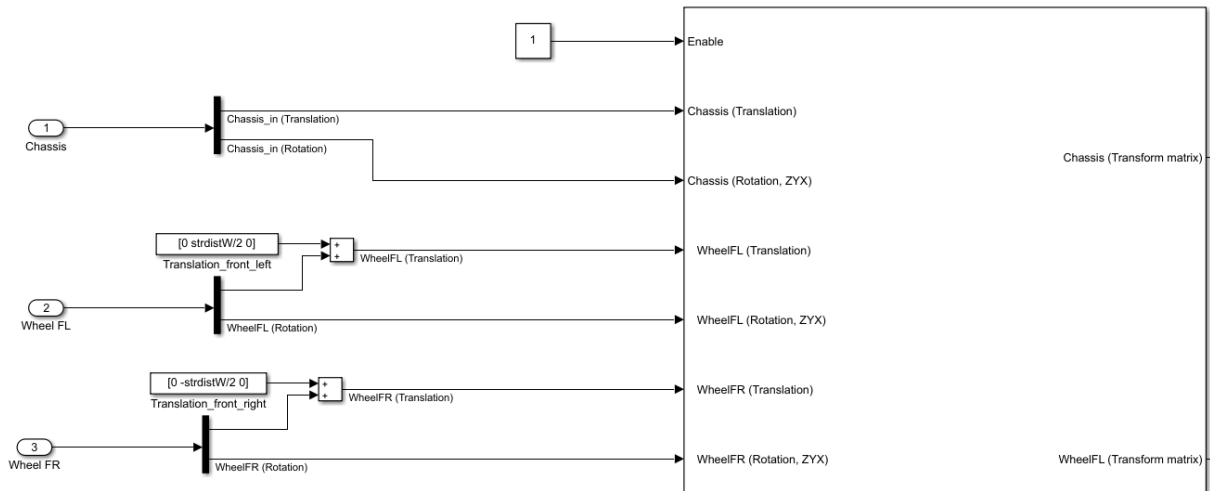 1
Enable
Chassis_in (Translation)
Chassis (Translation)
1
Chassis
Chassis_in (Rotation)
Chassis (Transform matrix)
Chassis (Rotation, ZYX)
[0 strdistW/2 0]
+
+
Translation_front_left
WheelFL (Translation)
WheelFL (Translation)
2
Wheel FL
WheelFL (Rotation)
WheelFL (Rotation, ZYX)
[0 -strdistW/2 0]
+
+
Translation_front_right
WheelFR (Translation)
WheelFR (Translation)
3
Wheel FR
WheelFR (Rotation)
WheelFR (Rotation, ZYX)
WheelFL (Transform matrix)